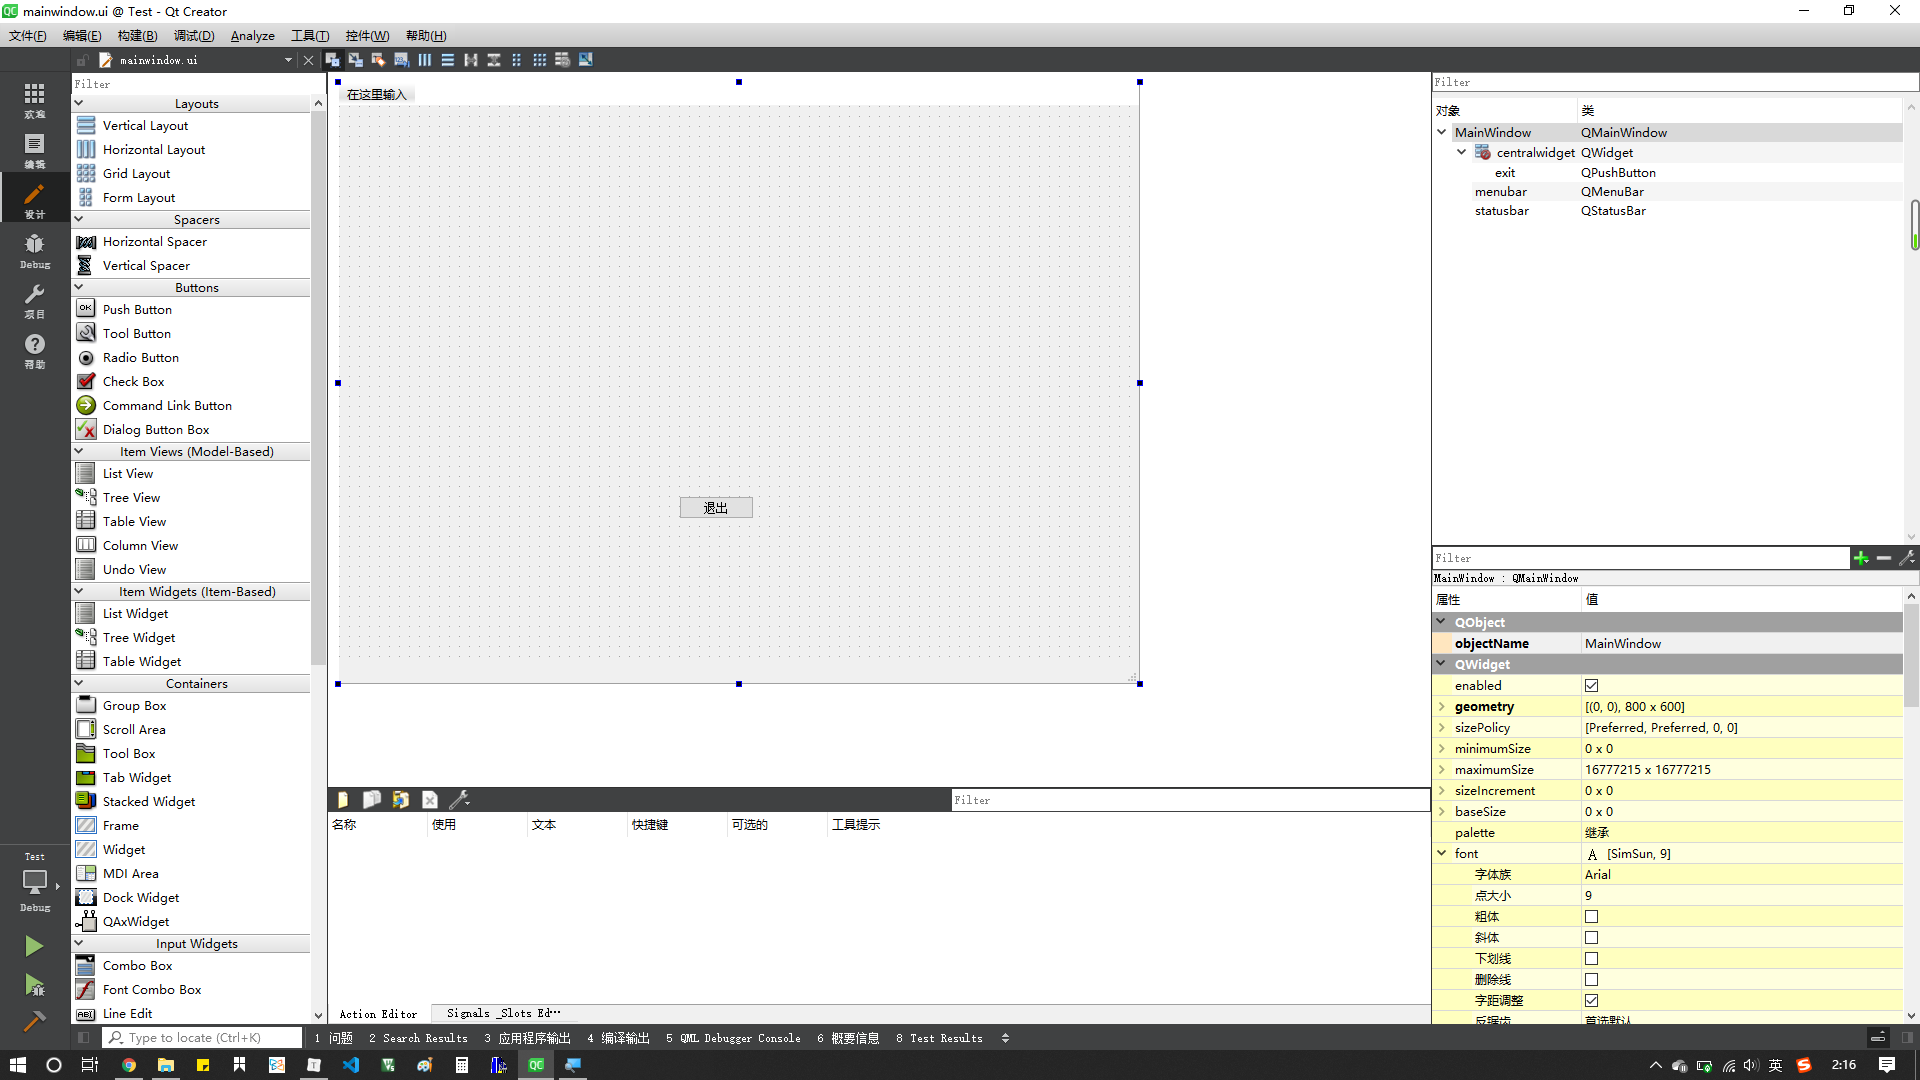 mainwindow.ui @ Test - Qt Creator
文件(F) 编辑(E) 构建(B) 调试(D) Analyze 工具(T) 控件(W) 帮助(H)
mainwindow.ui
欢迎
编辑
设计
Debug
项目
帮助
Test
Debug
Filter
Layouts
Vertical Layout
Horizontal Layout
Grid Layout
Form Layout
Spacers
Horizontal Spacer
Vertical Spacer
Buttons
OK Push Button
Tool Button
Radio Button
Check Box
Command Link Button
Dialog Button Box
Item Views (Model-Based)
List View
Tree View
Table View
Column View
Undo View
Item Widgets (Item-Based)
List Widget
Tree Widget
Table Widget
Containers
Group Box
Scroll Area
Tool Box
Tab Widget
Stacked Widget
Frame
Widget
MDI Area
Dock Widget
QAxWidget
Input Widgets
Combo Box
Font Combo Box
ABI Line Edit
在这里输入
退出
Filter
名称 使用 文本 快捷键 可选的 工具提示
Action Editor Signals _Slots Ed…
Filter
对象 类
MainWindow QMainWindow
centralwidget QWidget
exit QPushButton
menubar QMenuBar
statusbar QStatusBar
Filter
MainWindow : QMainWindow
属性 值
QObject
objectName MainWindow
QWidget
enabled
geometry [(0, 0), 800 x 600]
sizePolicy [Preferred, Preferred, 0, 0]
minimumSize 0 x 0
maximumSize 16777215 x 16777215
sizeIncrement 0 x 0
baseSize 0 x 0
palette 继承
font A [SimSun, 9]
字体族 Arial
点大小 9
粗体
斜体
下划线
删除线
字距调整
反锯齿 首选默认
Type to locate (Ctrl+K) 1 问题 2 Search Results 3 应用程序输出 4 编译输出 5 QML Debugger Console 6 概要信息 8 Test Results
英 2:16